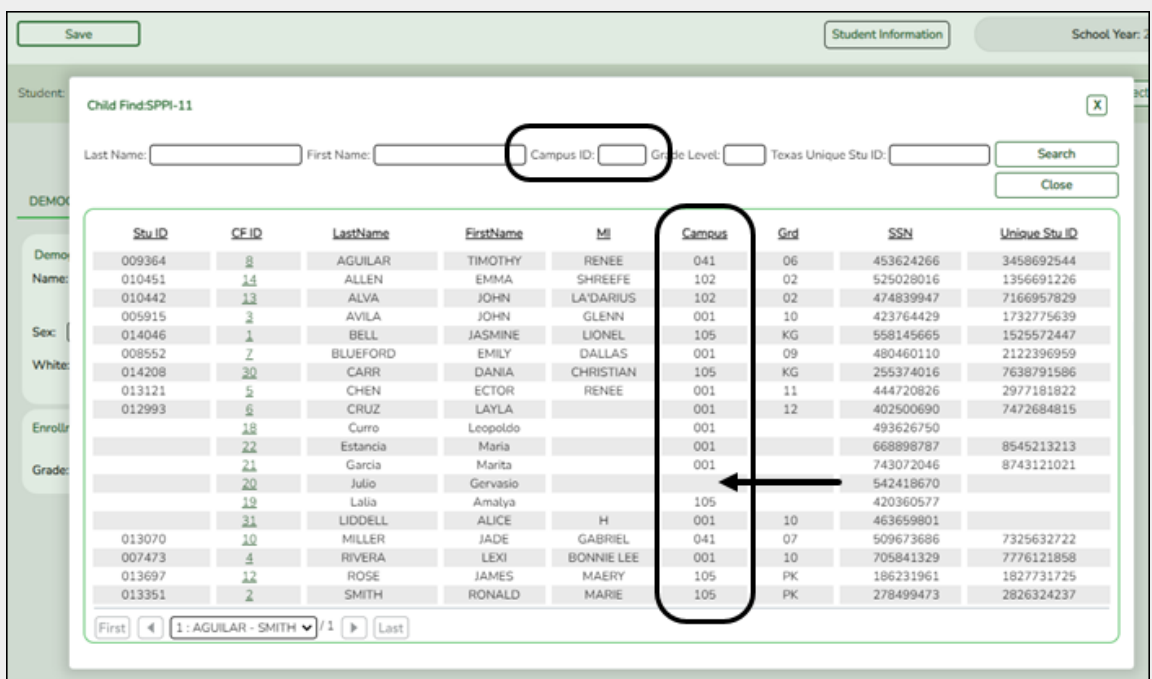 Save Student Information School Year: 2
Student:
Child Find:SPPI-11 X
Last Name: First Name: Campus ID: Grade Level: Texas Unique Stu ID: Search
Close
DEMO
Stu ID CF ID LastName FirstName MI Campus Grd SSN Unique Stu ID
009364 8 AGUILAR TIMOTHY RENEE 041 06 453624266 3458692544
010451 14 ALLEN EMMA SHREEFE 102 02 525028016 1356691226
010442 13 ALVA JOHN LA'DARIUS 102 02 474839947 7166957829
005915 3 AVILA JOHN GLENN 001 10 423764429 1732775639
014046 1 BELL JASMINE LIONEL 105 KG 558145665 1525572447
008552 7 BLUEFORD EMILY DALLAS 001 09 480460110 2122396959
014208 30 CARR DANIA CHRISTIAN 105 KG 255374016 7638791586
013121 5 CHEN ECTOR RENEE 001 11 444720826 2977181822
012993 6 CRUZ LAYLA 001 12 402500690 7472684815
18 Curro Leopoldo 001 493626750
22 Estancia Maria 001 668898787 8545213213
21 Garcia Marita 001 743072046 8743121021
20 Julio Gervasio 542418670
19 Lalia Amalya 105 420360577
31 LIDDELL ALICE H 001 10 463659801
013070 10 MILLER JADE GABRIEL 041 07 509673686 7325632722
007473 4 RIVERA LEXI BONNIE LEE 001 10 705841329 7776121858
013697 12 ROSE JAMES MAERY 105 PK 186231961 1827731725
013351 2 SMITH RONALD MARIE 105 PK 278499473 2826324237
First 1 : AGUILAR - SMITH / 1 Last
Demo
Name:
Sex:
White:
Enrollr
Grade: